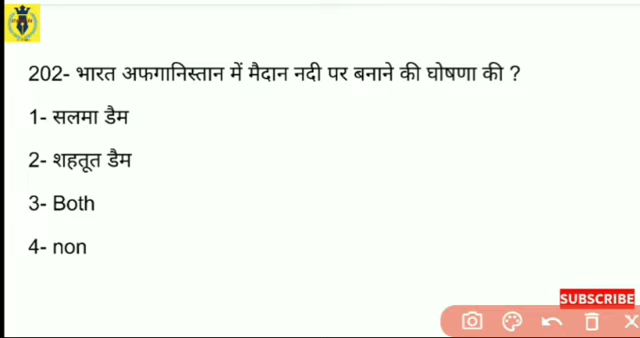 202- भारत अफगानिस्तान में मैदान नदी पर बनाने की घोषणा की ?
1- सलमा डैम
2- शहतूत डैम
3- Both
4- non
SUBSCRIBE